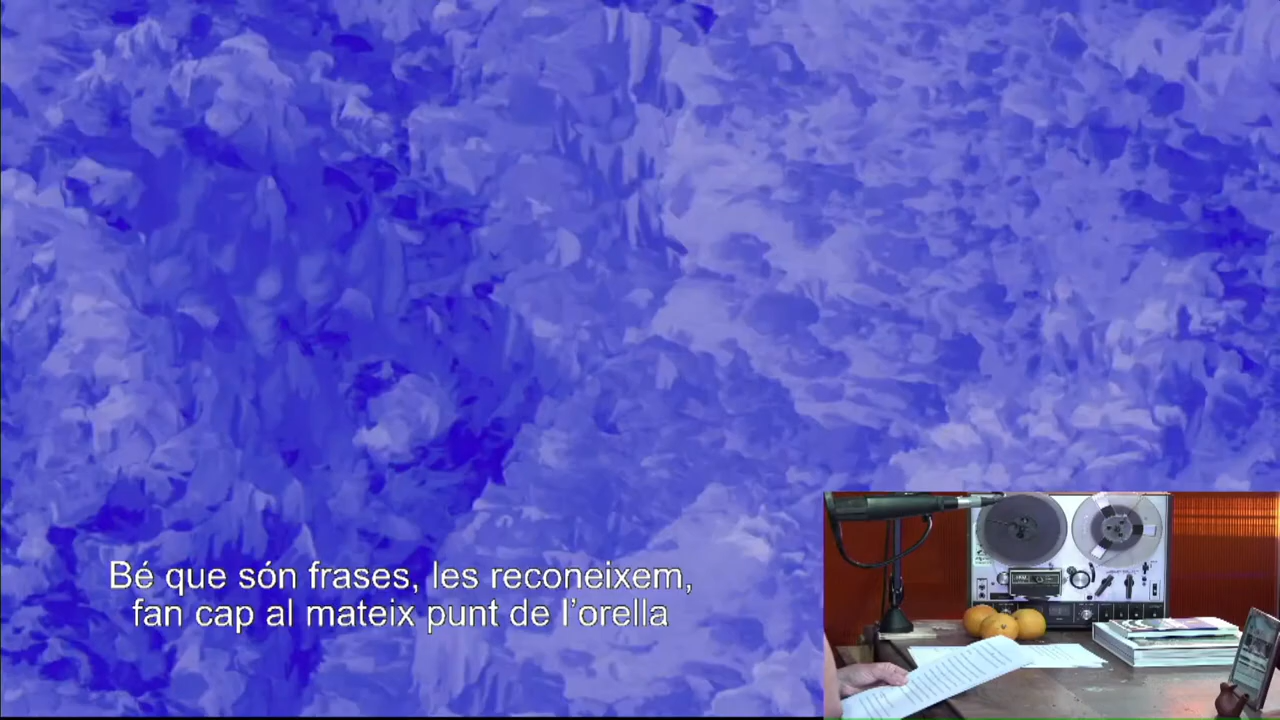 Bé que són frases, les reconeixem,
fan cap al mateix punt de l’orella